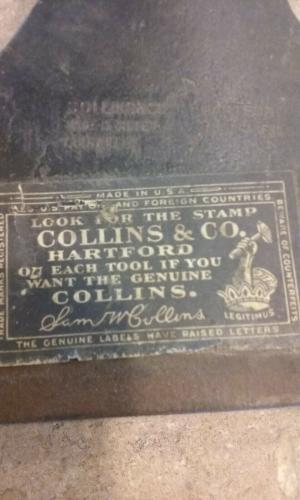 MADE IN U.S.A.
U.S. PAT. OFF. AND FOREIGN COUNTRIES
LOOK FOR THE STAMP
COLLINS & CO.
HARTFORD
ON EACH TOOL IF YOU
WANT THE GENUINE
COLLINS.
Sam W Collins
LEGITIMUS
THE GENUINE LABELS HAVE RAISED LETTERS
TRADE MARKS REGISTERED
BEWARE OF COUNTERFEITS